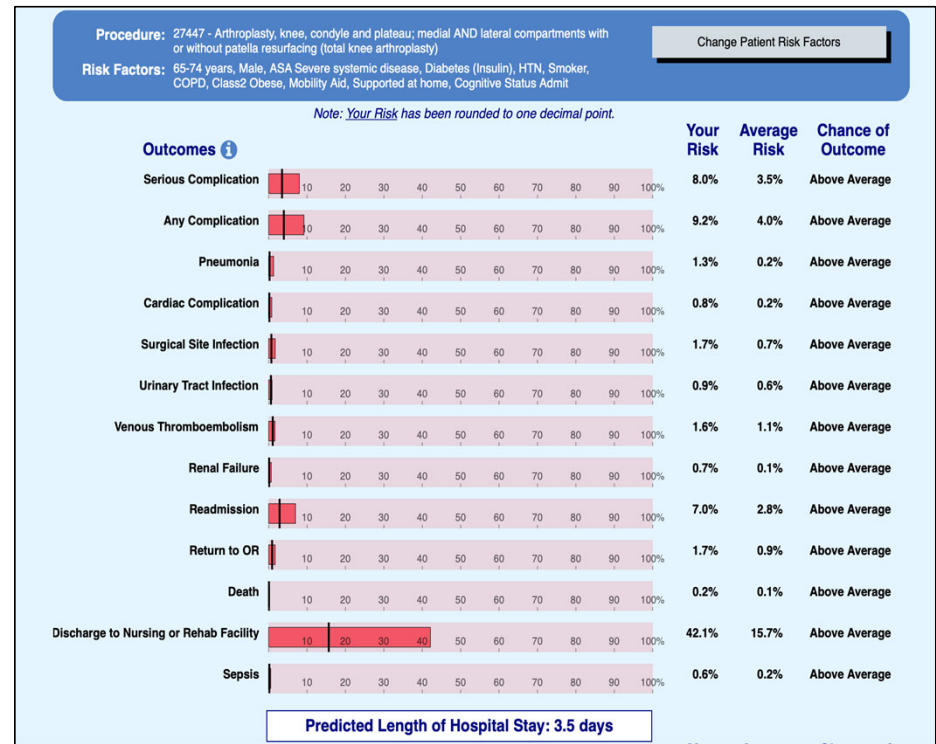 Procedure: 27447 - Arthroplasty, knee, condyle and plateau; medial AND lateral compartments with
or without patella resurfacing (total knee arthroplasty)
Change Patient Risk Factors
Risk Factors: 65-74 years, Male, ASA Severe systemic disease, Diabetes (Insulin), HTN, Smoker,
COPD, Class2 Obese, Mobility Aid, Supported at home, Cognitive Status Admit
Note: Your Risk has been rounded to one decimal point.
Outcomes i Your Risk Average Risk Chance of Outcome
Serious Complication 10 20 30 40 50 60 70 80 90 100% 8.0% 3.5% Above Average
Any Complication 10 20 30 40 50 60 70 80 90 100% 9.2% 4.0% Above Average
Pneumonia 10 20 30 40 50 60 70 80 90 100% 1.3% 0.2% Above Average
Cardiac Complication 10 20 30 40 50 60 70 80 90 100% 0.8% 0.2% Above Average
Surgical Site Infection 10 20 30 40 50 60 70 80 90 100% 1.7% 0.7% Above Average
Urinary Tract Infection 10 20 30 40 50 60 70 80 90 100% 0.9% 0.6% Above Average
Venous Thromboembolism 10 20 30 40 50 60 70 80 90 100% 1.6% 1.1% Above Average
Renal Failure 10 20 30 40 50 60 70 80 90 100% 0.7% 0.1% Above Average
Readmission 10 20 30 40 50 60 70 80 90 100% 7.0% 2.8% Above Average
Return to OR 10 20 30 40 50 60 70 80 90 100% 1.7% 0.9% Above Average
Death 10 20 30 40 50 60 70 80 90 100% 0.2% 0.1% Above Average
Discharge to Nursing or Rehab Facility 10 20 30 40 50 60 70 80 90 100% 42.1% 15.7% Above Average
Sepsis 10 20 30 40 50 60 70 80 90 100% 0.6% 0.2% Above Average
Predicted Length of Hospital Stay: 3.5 days